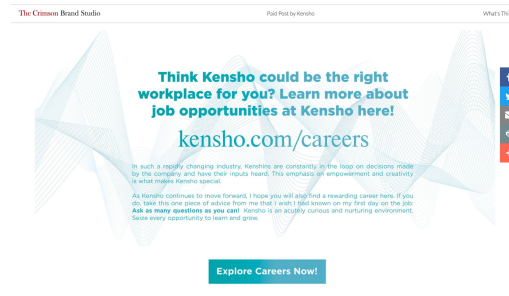 The Crimson Brand Studio
Paid Post by Kensho
What's Thi
Think Kensho could be the right
workplace for you? Learn more about
job opportunities at Kensho here!
kensho.com/careers
In such a rapidly changing industry, Kenshins are constantly in the loop on decisions made
by the company and have their inputs heard. This emphasis on empowerment and creativity
is what makes Kensho special.
As Kensho continues to move forward, I hope you will also find a rewarding career here. If you
do, take this one piece of advice from me that I wish I had known on my first day on the job:
Ask as many questions as you can! Kensho is an acutely curious and nurturing environment.
Seize every opportunity to learn and grow.
Explore Careers Now!